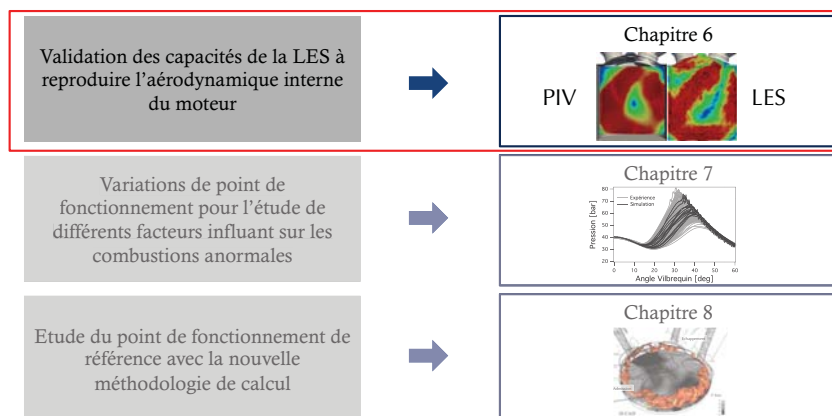 Validation des capacités de la LES à
reproduire l'aérodynamique interne
du moteur
Chapitre 6
PIV
LES
Variations de point de
fonctionnement pour l'étude de
différents facteurs influant sur les
combustions anormales
Chapitre 7
Pression [bar]
80
70
60
50
40
30
20
Expérience
Simulation
0 10 20 30 40 50 60
Angle Vilbrequin [deg]
Etude du point de fonctionnement de
référence avec la nouvelle
méthodologie de calcul
Chapitre 8
Echappement